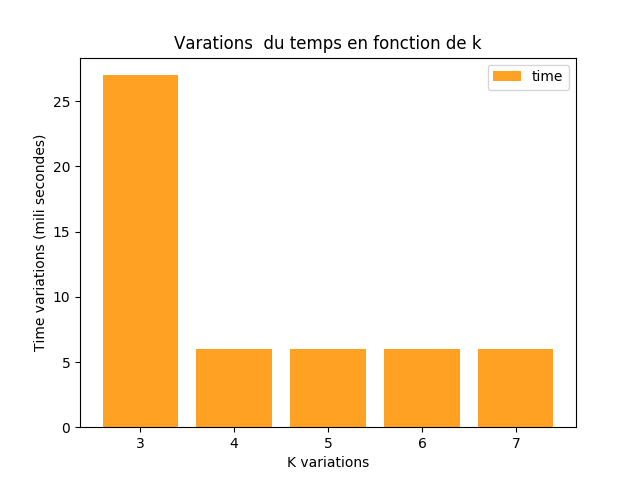 Varations  du temps en fonction de k
time
Time variations (mili secondes)
25
20
15
10
5
0
3 4 5 6 7
K variations